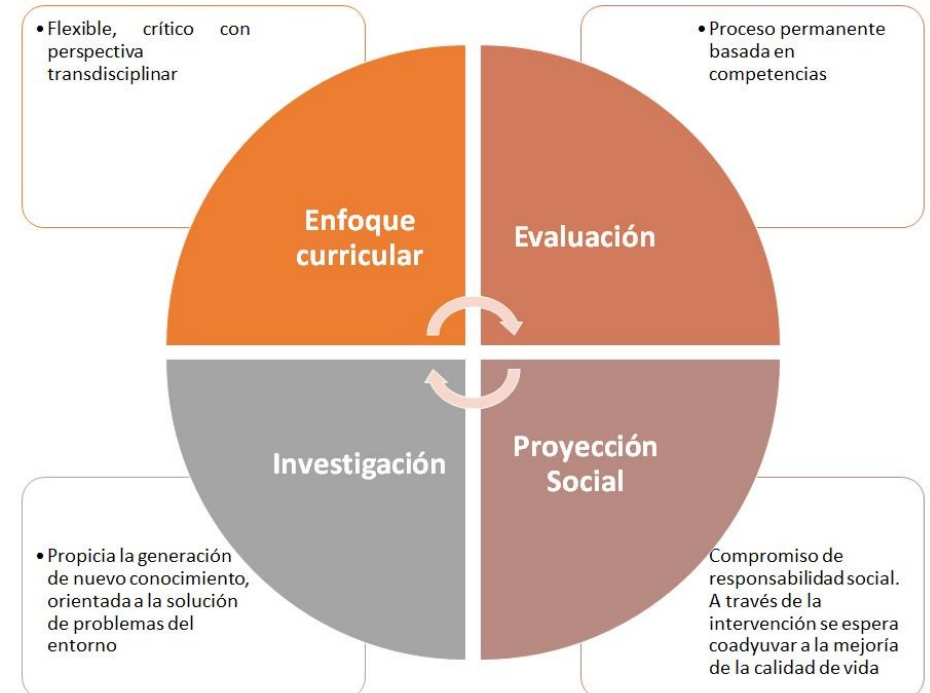 • Flexible, crítico con
perspectiva
transdisciplinar
• Proceso permanente
basada en
competencias
Enfoque
curricular
Evaluación
Investigación
Proyección
Social
• Propicia la generación
de nuevo conocimiento,
orientada a la solución
de problemas del
entorno
Compromiso de
responsabilidad social.
A través de la
intervención se espera
coadyuvar a la mejoría
de la calidad de vida